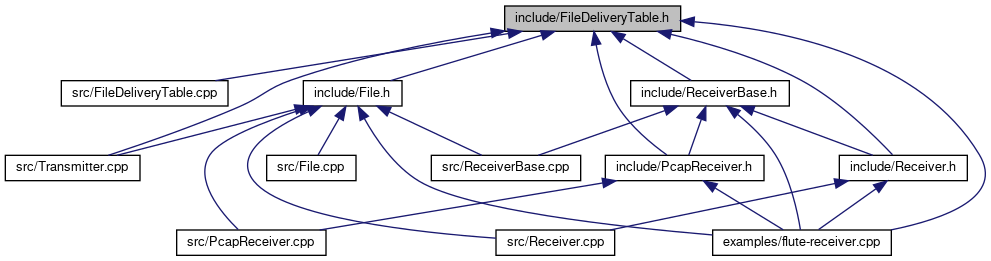 include/FileDeliveryTable.h
src/FileDeliveryTable.cpp
include/File.h
include/ReceiverBase.h
src/Transmitter.cpp
src/File.cpp
src/ReceiverBase.cpp
include/PcapReceiver.h
include/Receiver.h
src/PcapReceiver.cpp
src/Receiver.cpp
examples/flute-receiver.cpp